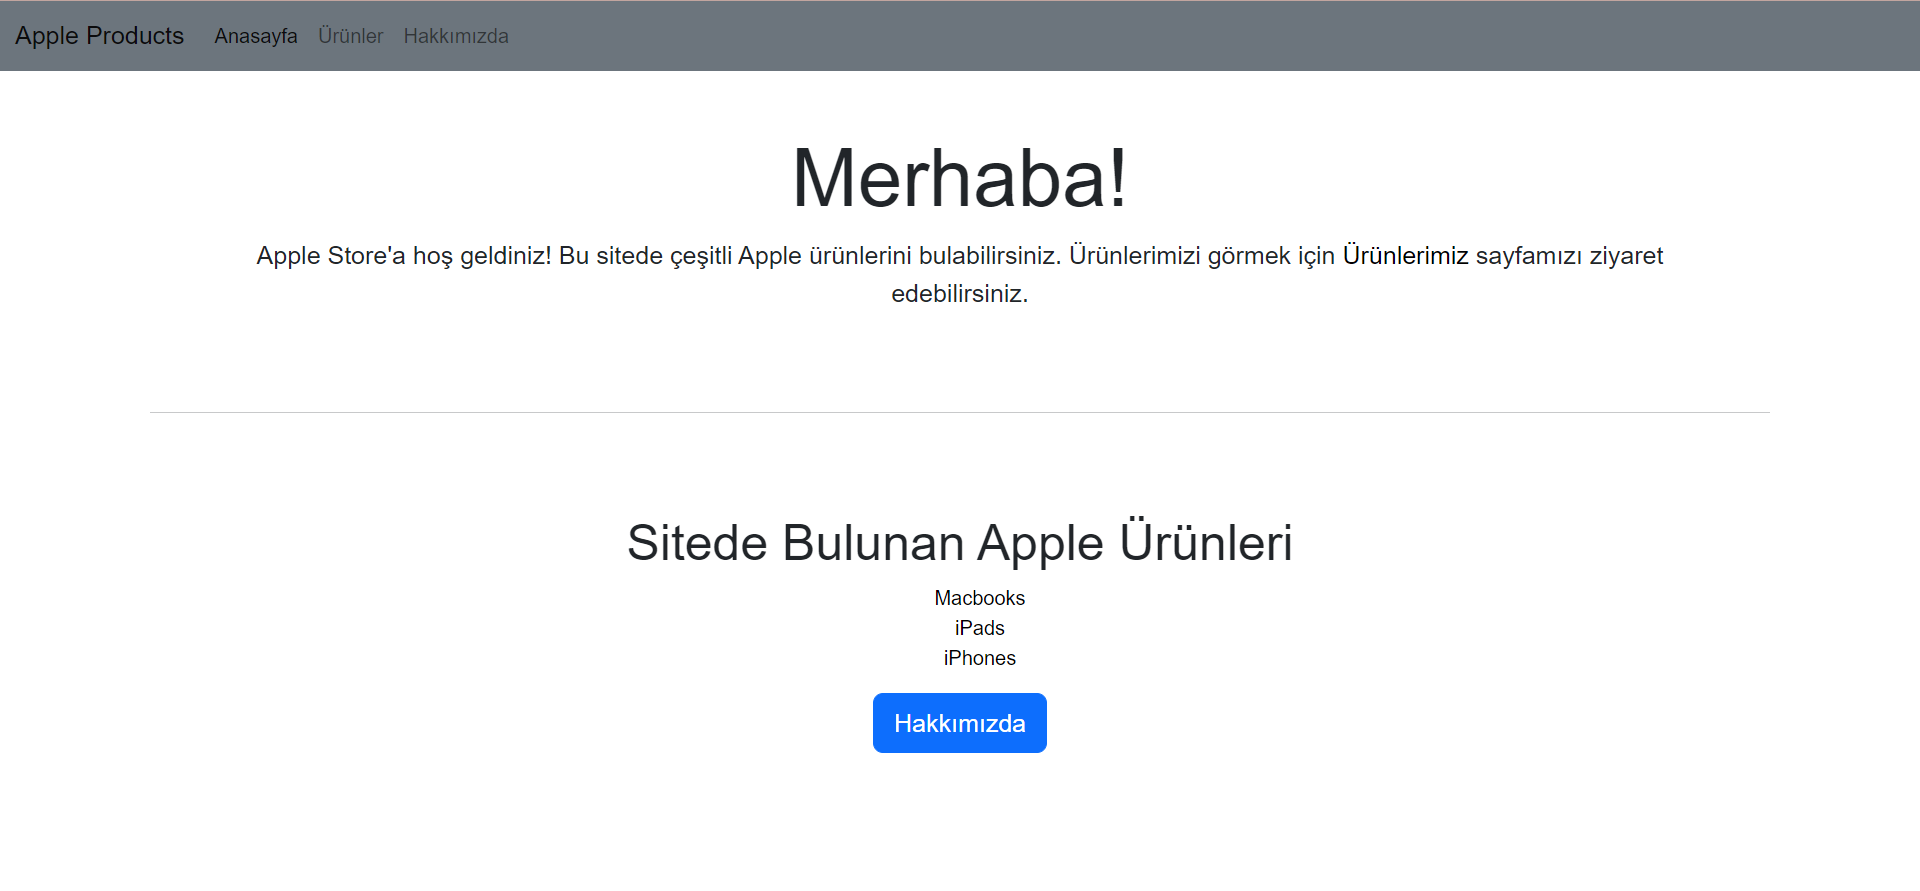 Apple Products Anasayfa Ürünler Hakkımızda
Merhaba!
Apple Store'a hoş geldiniz! Bu sitede çeşitli Apple ürünlerini bulabilirsiniz. Ürünlerimizi görmek için Ürünlerimiz sayfamızı ziyaret
edebilirsiniz.
Sitede Bulunan Apple Ürünleri
Macbooks
iPads
iPhones
Hakkımızda